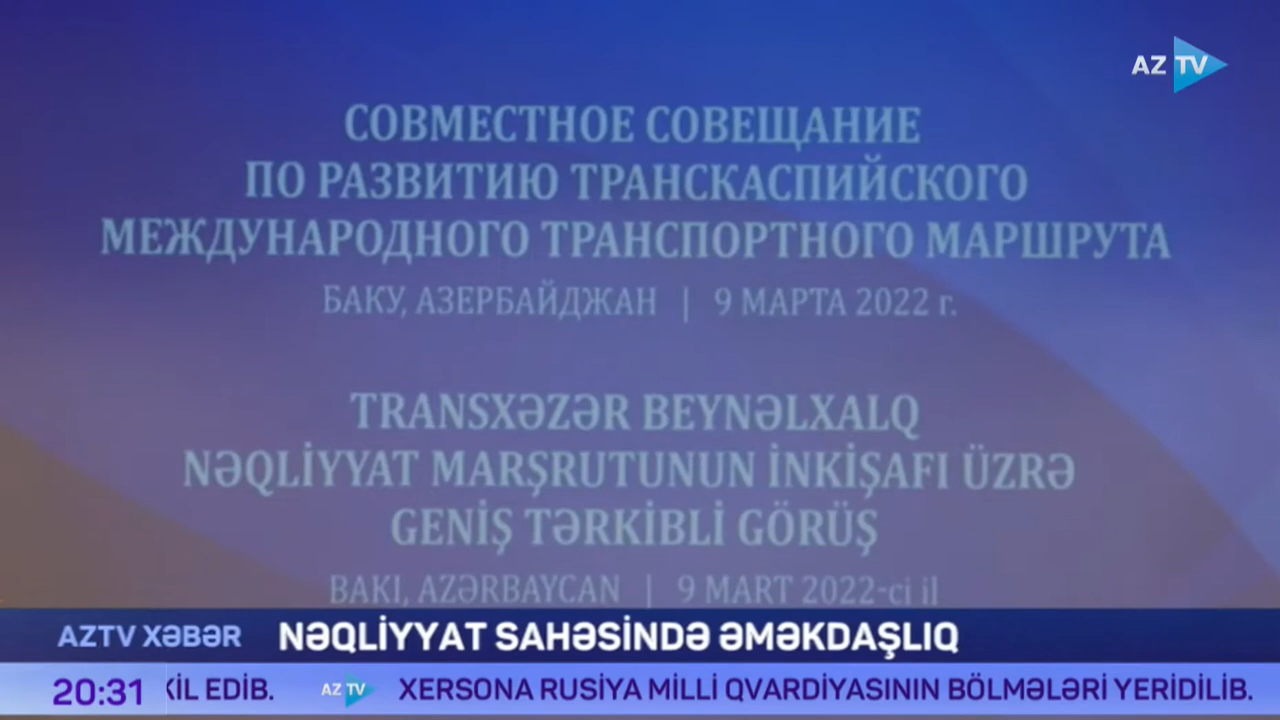 AZ TV
СОВМЕСТНОЕ СОВЕЩАНИЕ
ПО РАЗВИТИЮ ТРАНСКАСПИЙСКОГО
МЕЖДУНАРОДНОГО ТРАНСПОРТНОГО МАРШРУТА
БАКУ, АЗЕРБАЙДЖАН | 9 МАРТА 2022 г.
TRANSXƏZƏR BEYNƏLXALQ
NƏQLİYYAT MARŞRUTUNUN İNKİŞAFI ÜZRƏ
GENİŞ TƏRKİBLİ GÖRÜŞ
BAKI, AZƏRBAYCAN | 9 MART 2022-ci il
AZTV XƏBƏR NƏQLİYYAT SAHƏSİNDƏ ƏMƏKDAŞLIQ
20:31 KİL EDİB. AZ TV XERSONA RUSİYA MİLLİ QVARDİYASININ BÖLMƏLƏRİ YERİDİLİB.